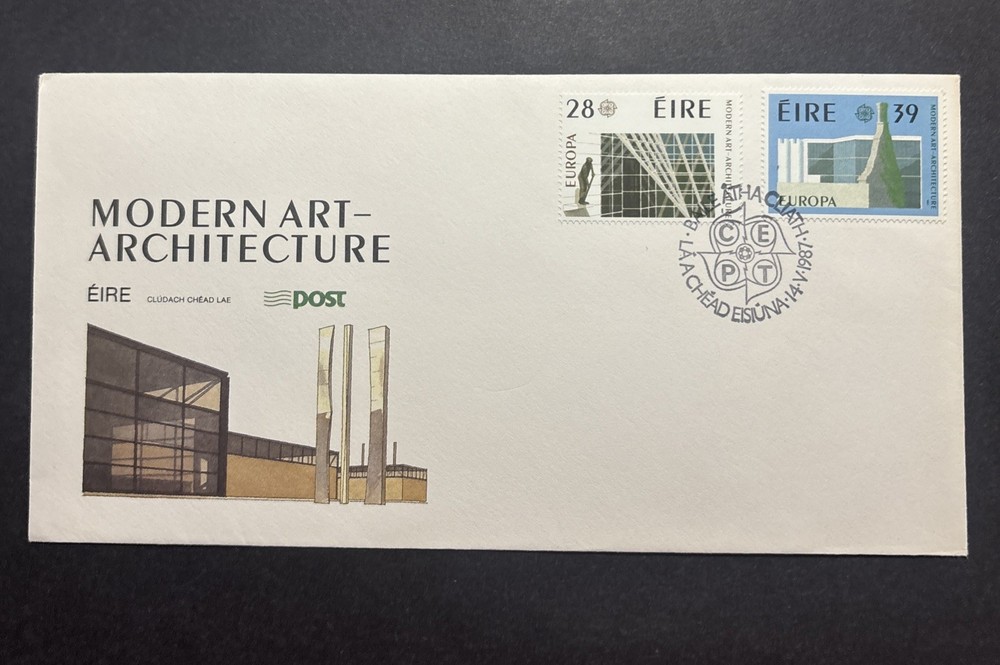 28 ÉIRE
EUROPA
MODERN ART-ARCHITECTURE
ÉIRE 39
MODERN ART-ARCHITECTURE
EUROPA
BAILE ÁTHA CLIATH · 14·V·1987 ·
LÁ A CHÉAD EISIÚNA
C E
P T
MODERN ART–
ARCHITECTURE
ÉIRE CLÚDACH CHÉAD LAE post